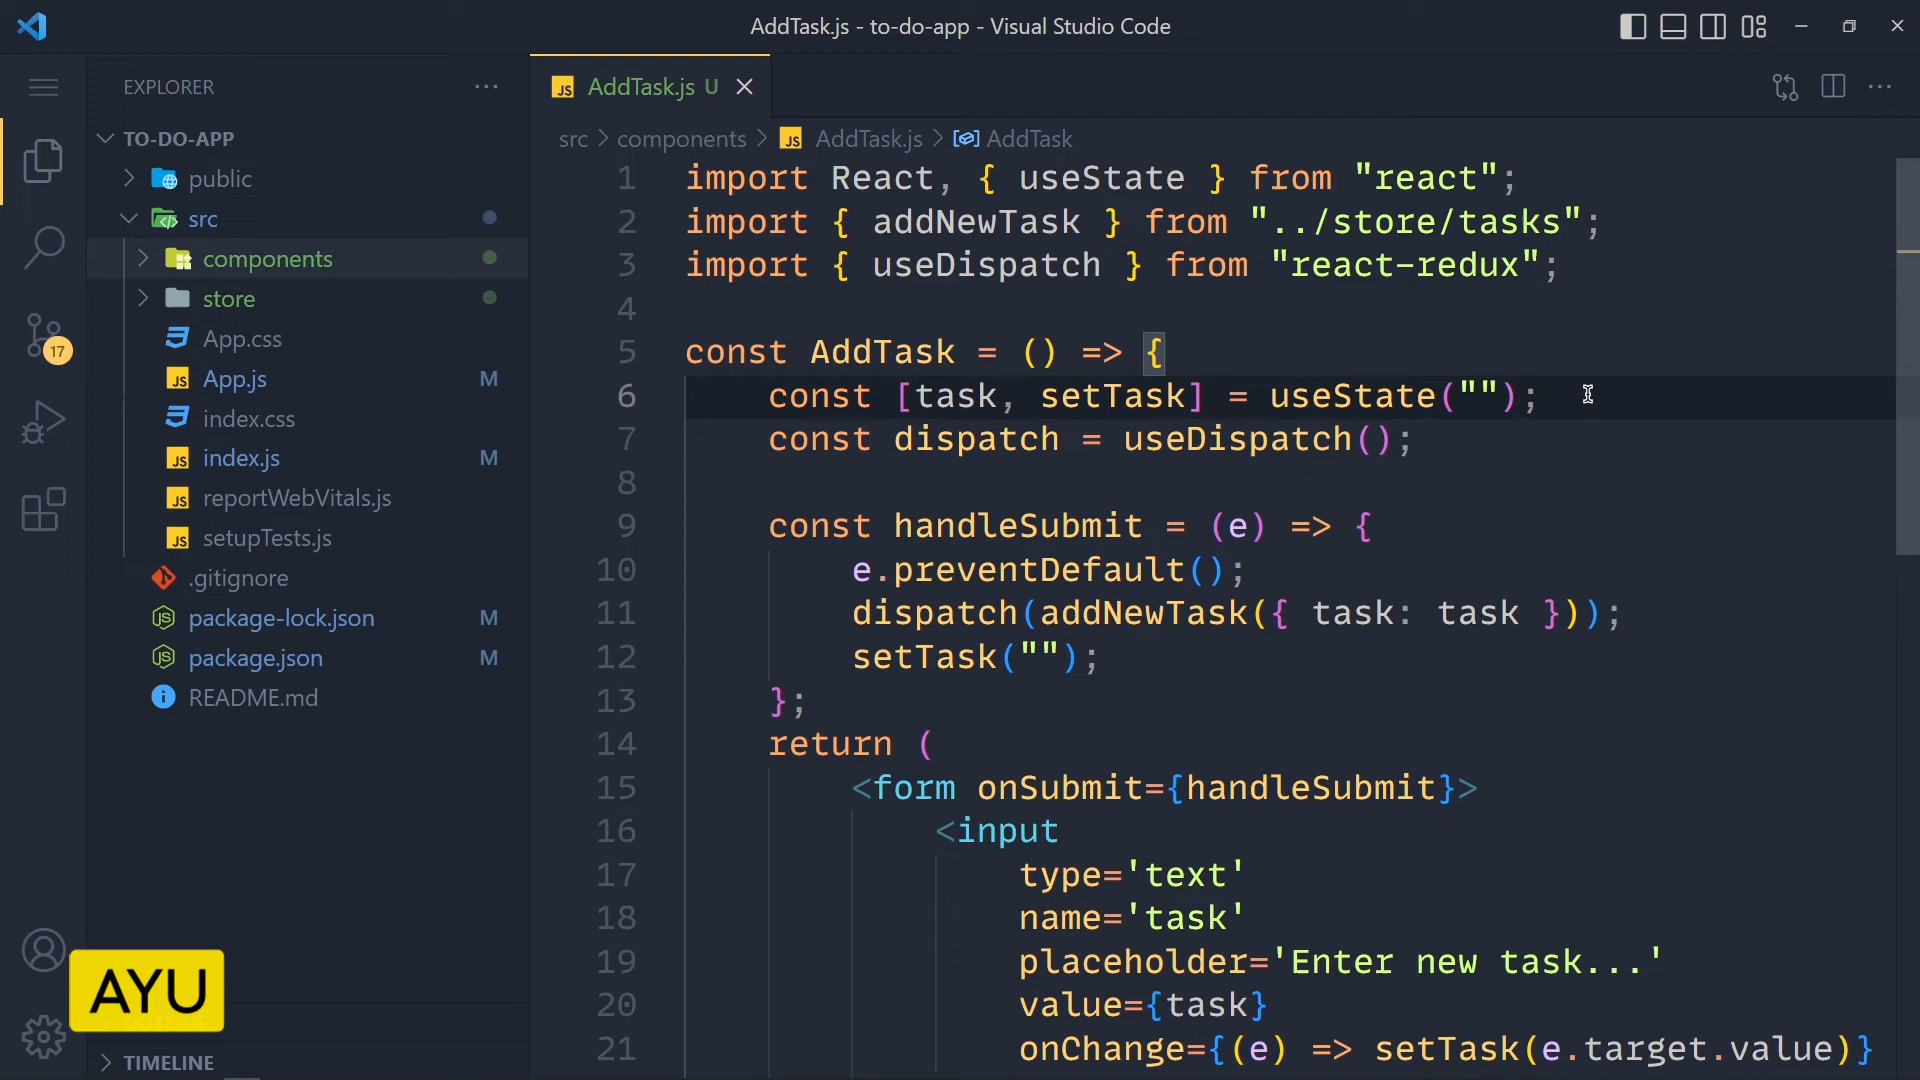 AddTask.js - to-do-app - Visual Studio Code
EXPLORER
TO-DO-APP
public
src
components
store
App.css
JS App.js M
index.css
JS index.js M
JS reportWebVitals.js
JS setupTests.js
.gitignore
package-lock.json M
package.json M
README.md
17
AYU
TIMELINE
JS AddTask.js U
src > components > JS AddTask.js > AddTask
1 import React, { useState } from "react";
2 import { addNewTask } from "../store/tasks";
3 import { useDispatch } from "react-redux";
4
5 const AddTask = () => {
6 const [task, setTask] = useState("");
7 const dispatch = useDispatch();
8
9 const handleSubmit = (e) => {
10 e.preventDefault();
11 dispatch(addNewTask({ task: task }));
12 setTask("");
13 };
14 return (
15 <form onSubmit={handleSubmit}>
16 <input
17 type='text'
18 name='task'
19 placeholder='Enter new task...'
20 value={task}
21 onChange={(e) => setTask(e.target.value)}